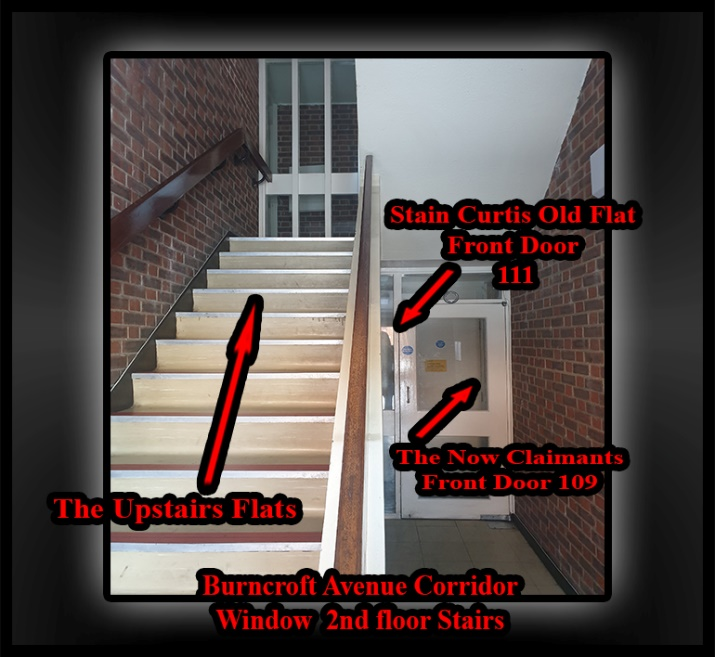 Stain Curtis Old Flat
Front Door
111
The Now Claimants
Front Door 109
The Upstairs Flats
Burncroft Avenue Corridor
Window 2nd floor Stairs